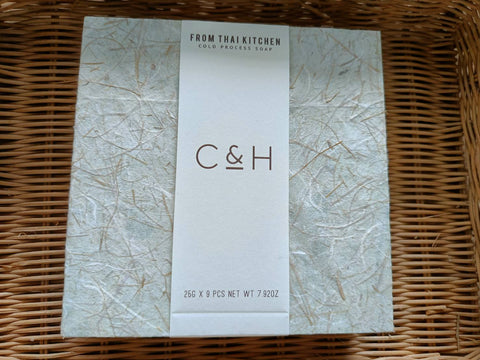 FROM THAI KITCHEN
COLD PROCESS SOAP
C & H
25G X 9 PCS NET WT 7.92OZ